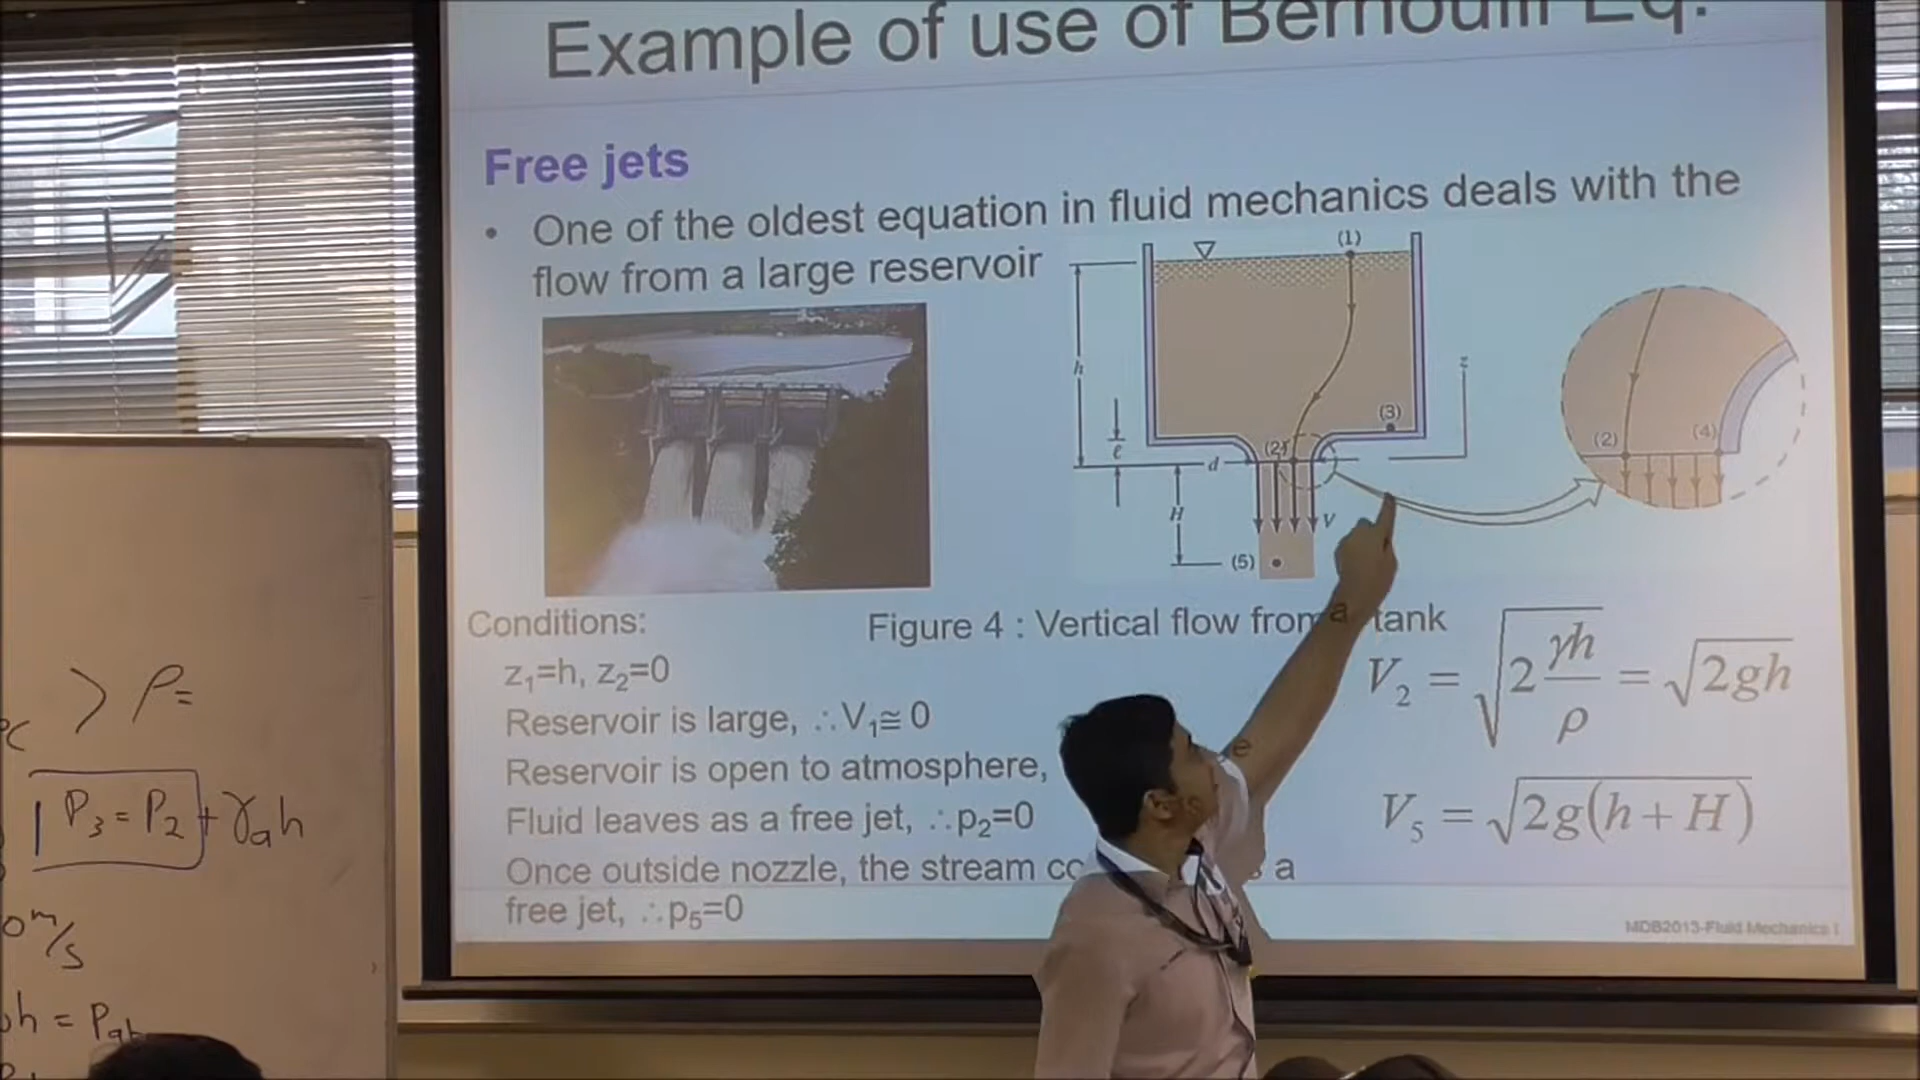 Example of use of Bernoulli Eq.
Free jets
• One of the oldest equation in fluid mechanics deals with the
flow from a large reservoir
(1)
h
z
(3)
(2)
(2)
(4)
ℓ
d
H
V
(5)
Conditions:
Figure 4 : Vertical flow from a tank
z₁=h, z₂=0
V₂ = √(2 γh/ρ) = √2gh
Reservoir is large, ∴V₁≅0
Reservoir is open to atmosphere,
Fluid leaves as a free jet, ∴p₂=0
V₅ = √2g(h+H)
Once outside nozzle, the stream a
free jet, ∴p₅=0
MDB2013-Fluid Mechanics I
> ρ=
P₃ = P₂ + γₐh
m/s
h =